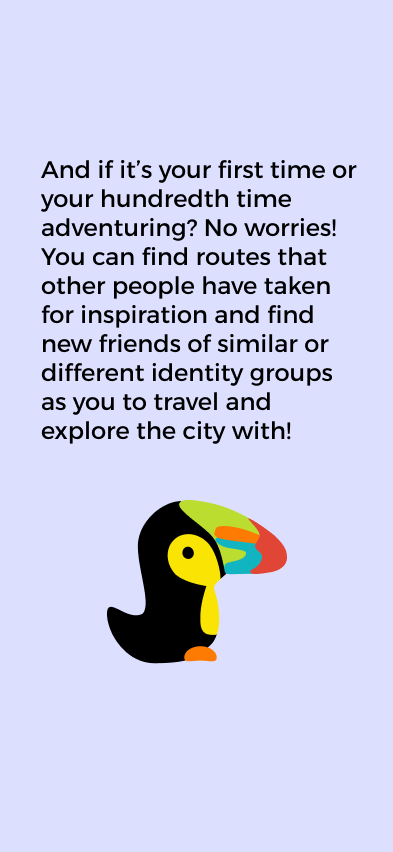 And if it’s your first time or
your hundredth time
adventuring? No worries!
You can find routes that
other people have taken
for inspiration and find
new friends of similar or
different identity groups
as you to travel and
explore the city with!